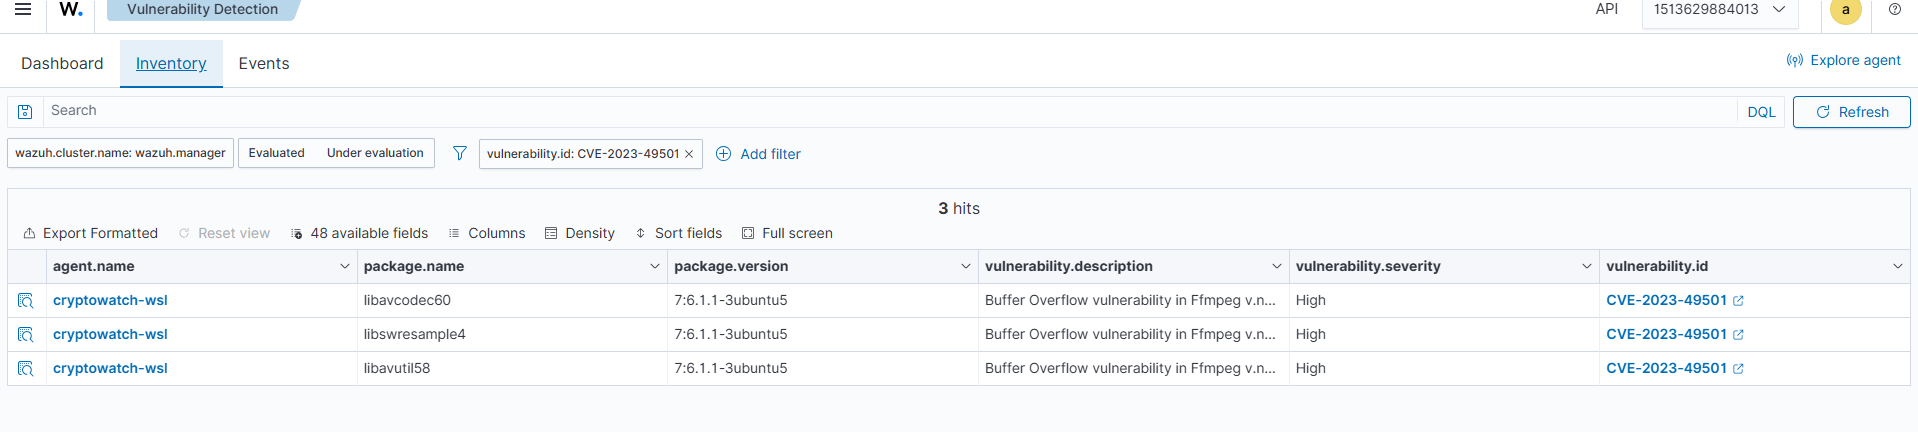 W. Vulnerability Detection API 1513629884013 a
Dashboard Inventory Events Explore agent
Search DQL Refresh
wazuh.cluster.name: wazuh.manager Evaluated Under evaluation vulnerability.id: CVE-2023-49501 Add filter
3 hits
Export Formatted Reset view 48 available fields Columns Density Sort fields Full screen
agent.name package.name package.version vulnerability.description vulnerability.severity vulnerability.id
cryptowatch-wsl libavcodec60 7:6.1.1-3ubuntu5 Buffer Overflow vulnerability in Ffmpeg v.n... High CVE-2023-49501
cryptowatch-wsl libswresample4 7:6.1.1-3ubuntu5 Buffer Overflow vulnerability in Ffmpeg v.n... High CVE-2023-49501
cryptowatch-wsl libavutil58 7:6.1.1-3ubuntu5 Buffer Overflow vulnerability in Ffmpeg v.n... High CVE-2023-49501